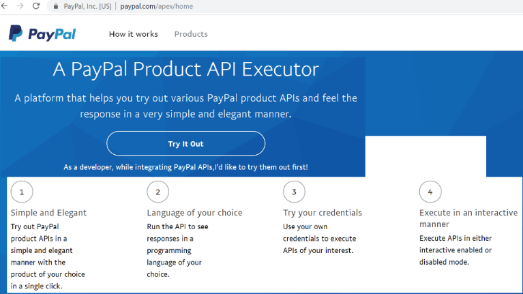 PayPal, Inc. [US] | paypal.com/apex/home
PayPal
How it works
Products
A PayPal Product API Executor
A platform that helps you try out various PayPal product APIs and feel the
response in a very simple and elegant manner.
Try It Out
As a developer, while integrating PayPal APIs,I'd like to try them out first!
1
Simple and Elegant
Try out PayPal
product APIs in a
simple and elegant
manner with the
product of your choice
in a single click.
2
Language of your choice
Run the API to see
responses in a
programming
language of your
choice.
3
Try your credentials
Use your own
credentials to execute
APIs of your interest.
4
Execute in an interactive
manner
Execute APIs in either
interactive enabled or
disabled mode.